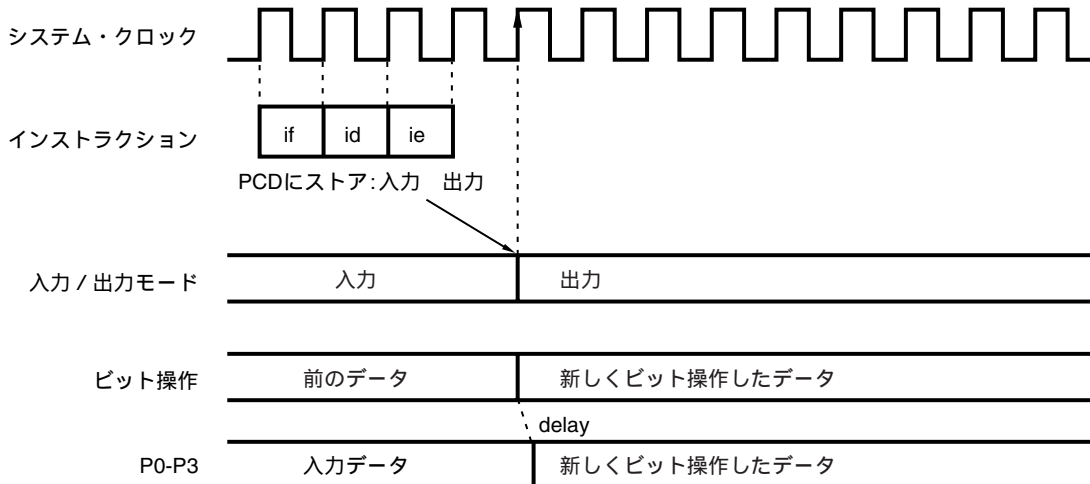 システム・クロック
インストラクション
if id ie
PCDにストア:入力 出力
入力 / 出力モード
入力 出力
ビット操作
前のデータ 新しくビット操作したデータ
delay
P0-P3
入力データ 新しくビット操作したデータ